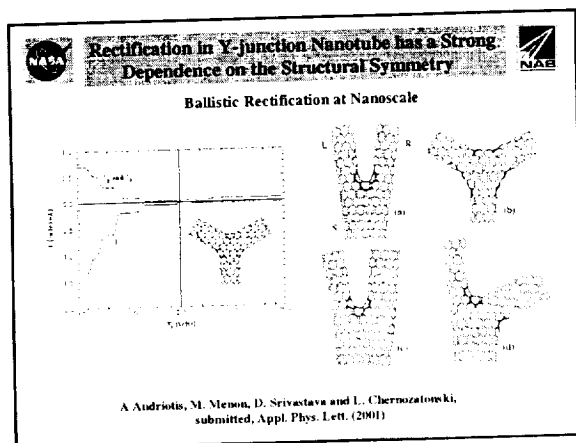 NASA
Rectification in Y-junction Nanotube has a Strong
Dependence on the Structural Symmetry
NAS
Ballistic Rectification at Nanoscale
L
R
(a)
(b)
(c)
(d)
A Andriotis, M. Menon, D. Srivastava and L. Chernozatonski,
submitted, Appl. Phys. Lett. (2001)